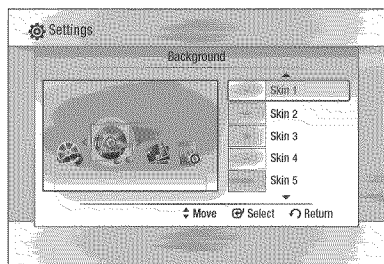 Settings
Background
Skin 1
Skin 2
Skin 3
Skin 4
Skin 5
Move Select Return